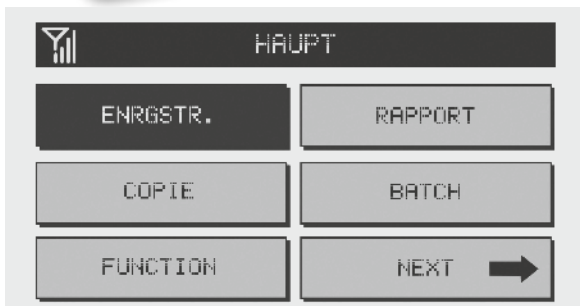 HAUPT
ENRGSTR.
RAPPORT
COPIE
BATCH
FUNCTION
NEXT